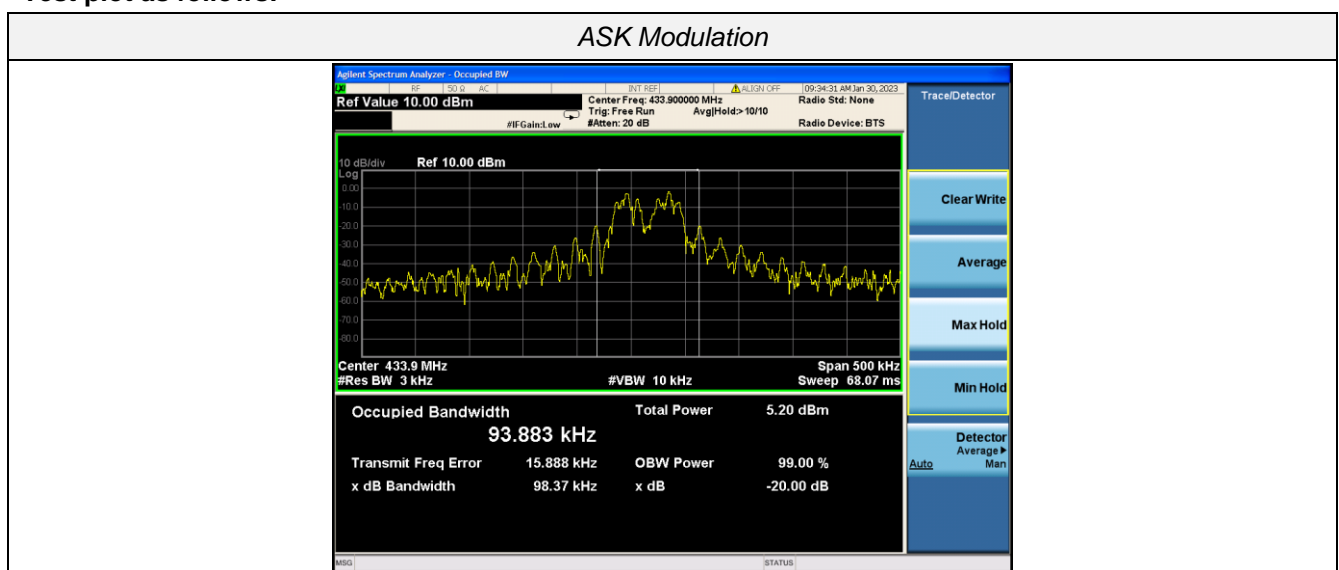 Test plot as follows:
ASK Modulation
Agilent Spectrum Analyzer - Occupied BW
RF 50 Ω AC INT REF ALIGN OFF 09:34:31 AM Jan 30, 2023
Ref Value 10.00 dBm
Center Freq: 433.900000 MHz
Radio Std: None
Trig: Free Run Avg|Hold:> 10/10
#IFGain:Low #Atten: 20 dB
Radio Device: BTS
Trace/Detector
10 dB/div Ref 10.00 dBm
Log
0.00
-10.0
-20.0
-30.0
-40.0
-50.0
-60.0
-70.0
-80.0
Center 433.9 MHz Span 500 kHz
#Res BW 3 kHz #VBW 10 kHz Sweep 68.07 ms
Occupied Bandwidth Total Power 5.20 dBm
93.883 kHz
Transmit Freq Error 15.888 kHz OBW Power 99.00 %
x dB Bandwidth 98.37 kHz x dB -20.00 dB
Clear Write
Average
Max Hold
Min Hold
Detector
Average▶
Auto Man
MSG STATUS